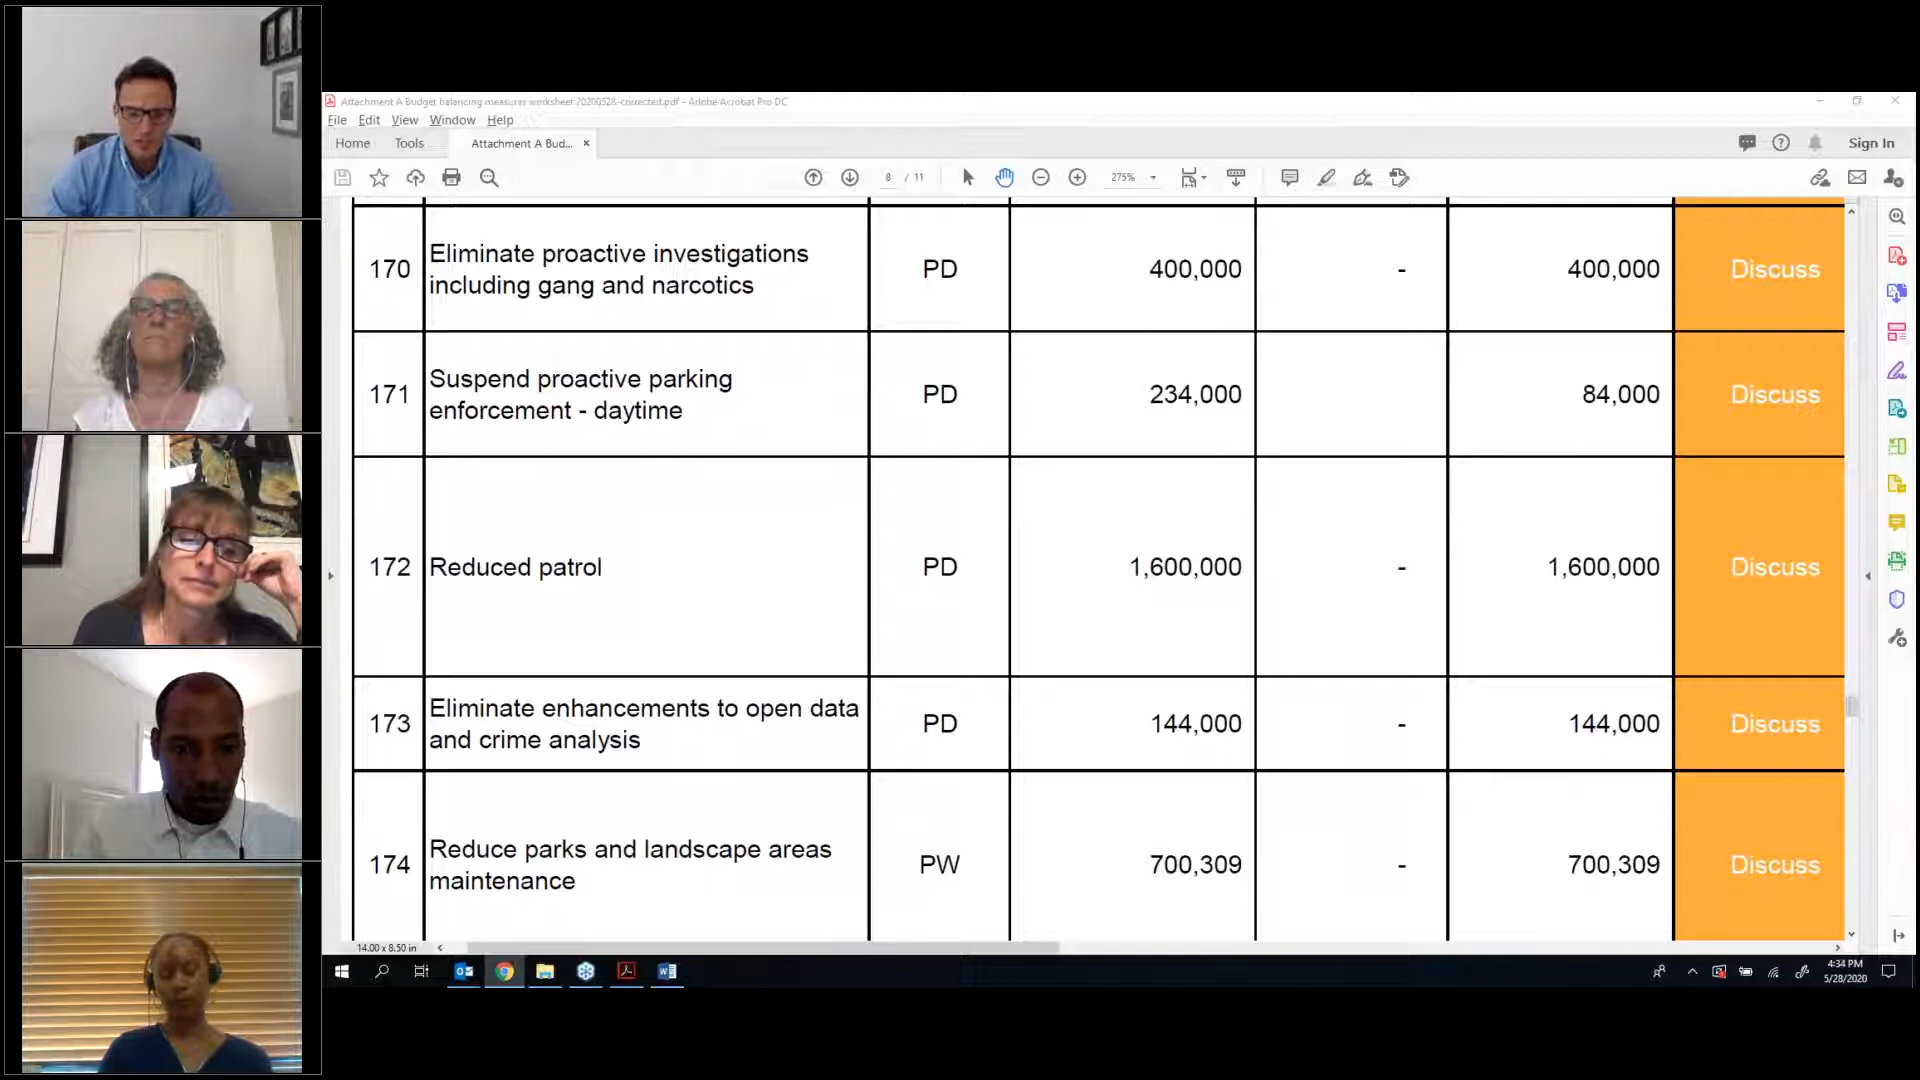 Attachment A Budget balancing measures worksheet 20200528-corrected.pdf - Adobe Acrobat Pro DC
File Edit View Window Help
Home Tools Attachment A Bud... × Sign In
8 / 11 275%
170 Eliminate proactive investigations including gang and narcotics PD 400,000 - 400,000 Discuss
171 Suspend proactive parking enforcement - daytime PD 234,000 84,000 Discuss
172 Reduced patrol PD 1,600,000 - 1,600,000 Discuss
173 Eliminate enhancements to open data and crime analysis PD 144,000 - 144,000 Discuss
174 Reduce parks and landscape areas maintenance PW 700,309 - 700,309 Discuss
14.00 x 8.50 in
4:34 PM
5/28/2020